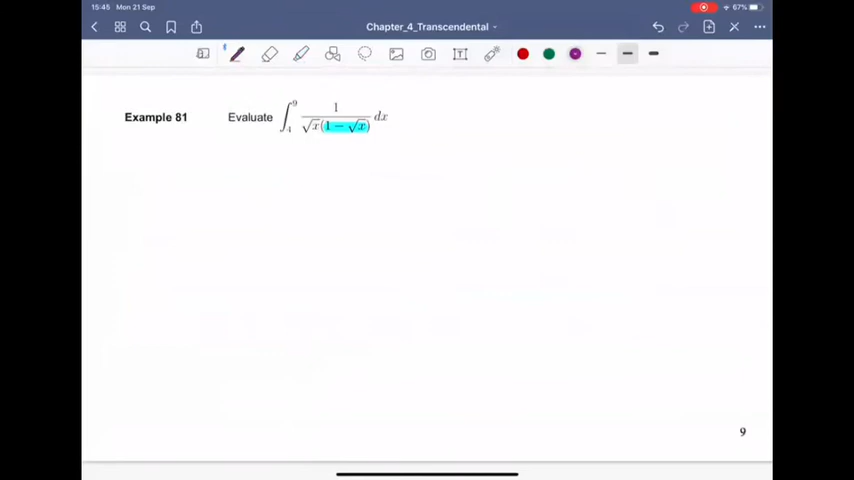 15:45 Mon 21 Sep
67%
Chapter_4_Transcendental
Example 81 Evaluate ∫₄⁹ 1/(√x(1 − √x)) dx
9